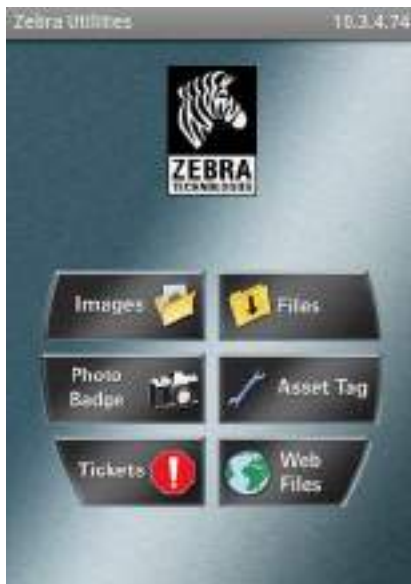 Zebra Utilities 10.3.4.74
ZEBRA
TECHNOLOGIES
Images
Files
Photo
Badge
Asset Tag
Tickets
Web
Files